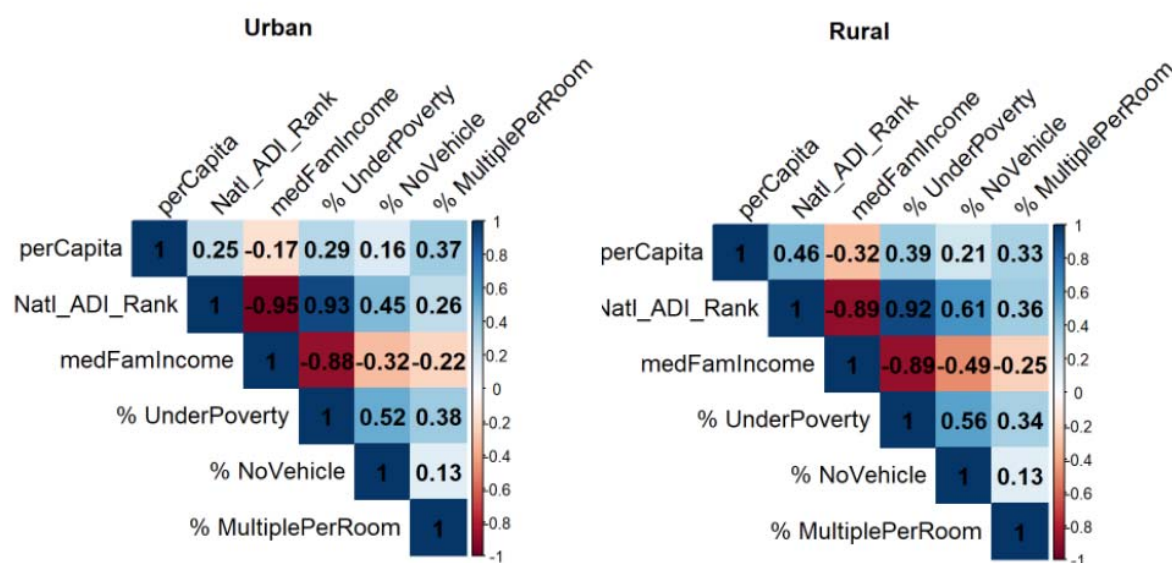 Urban
perCapita
Natl_ADI_Rank
medFamIncome
% UnderPoverty
% NoVehicle
% MultiplePerRoom
perCapita 1 0.25 -0.17 0.29 0.16 0.37
Natl_ADI_Rank 1 -0.95 0.93 0.45 0.26
medFamIncome 1 -0.88 -0.32 -0.22
% UnderPoverty 1 0.52 0.38
% NoVehicle 1 0.13
% MultiplePerRoom 1
1
0.8
0.6
0.4
0.2
0
-0.2
-0.4
-0.6
-0.8
-1
Rural
perCapita
Natl_ADI_Rank
medFamIncome
% UnderPoverty
% NoVehicle
% MultiplePerRoom
perCapita 1 0.46 -0.32 0.39 0.21 0.33
Natl_ADI_Rank 1 -0.89 0.92 0.61 0.36
medFamIncome 1 -0.89 -0.49 -0.25
% UnderPoverty 1 0.56 0.34
% NoVehicle 1 0.13
% MultiplePerRoom 1
1
0.8
0.6
0.4
0.2
0
-0.2
-0.4
-0.6
-0.8
-1